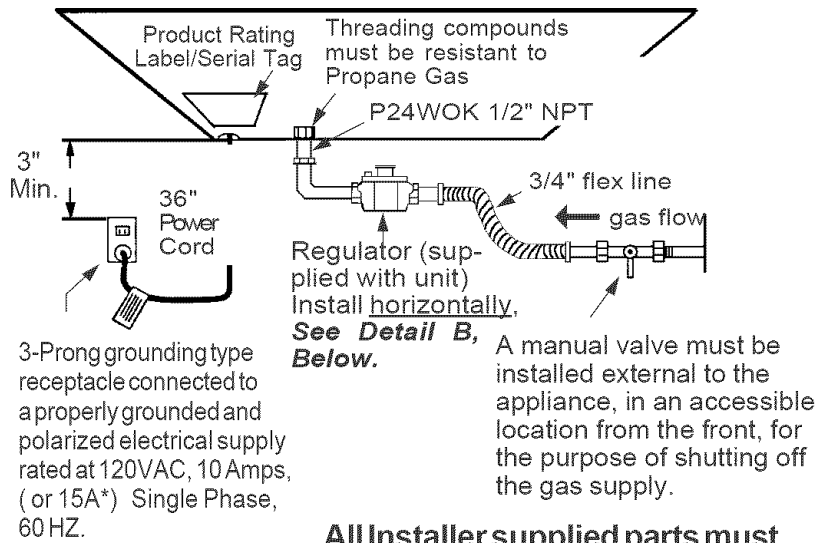 Product Rating
Label/Serial Tag
Threading compounds
must be resistant to
Propane Gas
P24WOK 1/2" NPT
3"
Min.
36"
Power
Cord
3/4" flex line
gas flow
Regulator (sup-
plied with unit)
Install horizontally,
See Detail B,
Below.
3-Prong grounding type
receptacle connected to
a properly grounded and
polarized electrical supply
rated at 120VAC, 10 Amps,
( or 15A*) Single Phase,
60 HZ.
A manual valve must be
installed external to the
appliance, in an accessible
location from the front, for
the purpose of shutting off
the gas supply.
All Installer supplied parts must